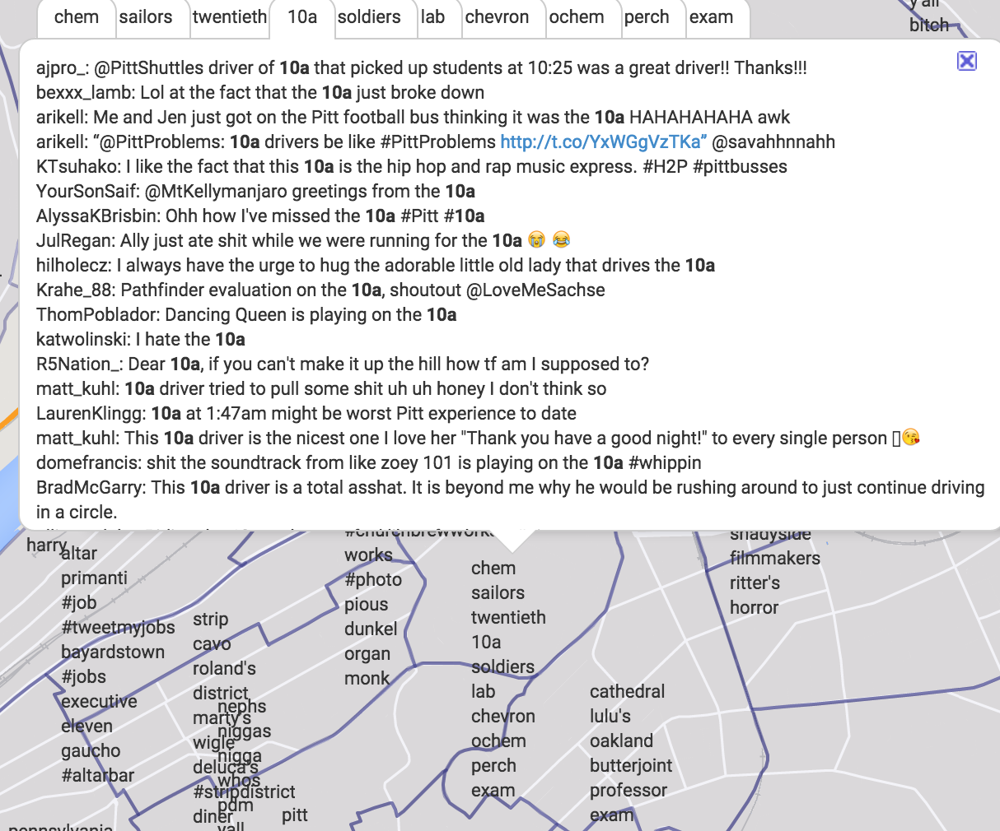 chem sailors twentieth 10a soldiers lab chevron ochem perch exam
y'all
bitch
ajpro_: @PittShuttles driver of 10a that picked up students at 10:25 was a great driver!! Thanks!!!
bexxx_lamb: Lol at the fact that the 10a just broke down
arikell: Me and Jen just got on the Pitt football bus thinking it was the 10a HAHAHAHAHA awk
arikell: “@PittProblems: 10a drivers be like #PittProblems http://t.co/YxWGgVzTKa” @savahhnnahh
KTsuhako: I like the fact that this 10a is the hip hop and rap music express. #H2P #pittbusses
YourSonSaif: @MtKellymanjaro greetings from the 10a
AlyssaKBrisbin: Ohh how I've missed the 10a #Pitt #10a
JulRegan: Ally just ate shit while we were running for the 10a 😭 😂
hilholecz: I always have the urge to hug the adorable little old lady that drives the 10a
Krahe_88: Pathfinder evaluation on the 10a, shoutout @LoveMeSachse
ThomPoblador: Dancing Queen is playing on the 10a
katwolinski: I hate the 10a
R5Nation_: Dear 10a, if you can't make it up the hill how tf am I supposed to?
matt_kuhl: 10a driver tried to pull some shit uh uh honey I don't think so
LaurenKlingg: 10a at 1:47am might be worst Pitt experience to date
matt_kuhl: This 10a driver is the nicest one I love her "Thank you have a good night!" to every single person 😘
domefrancis: shit the soundtrack from like zoey 101 is playing on the 10a #whippin
BradMcGarry: This 10a driver is a total asshat. It is beyond me why he would be rushing around to just continue driving
in a circle.
harry
altar
primanti
#job
#tweetmyjobs
bayardstown
#jobs
executive
eleven
gaucho
#altarbar
pennsylvania
strip
cavo
roland's
district
marty's
wigle
deluca's
#stripdistrict
diner
nephs
niggas
nigga
whos
pdm
yall
pitt
#churchbrewworks
works
#photo
pious
dunkel
organ
monk
chem
sailors
twentieth
10a
soldiers
lab
chevron
ochem
perch
exam
cathedral
lulu's
oakland
butterjoint
professor
exam
shadyside
filmmakers
ritter's
horror